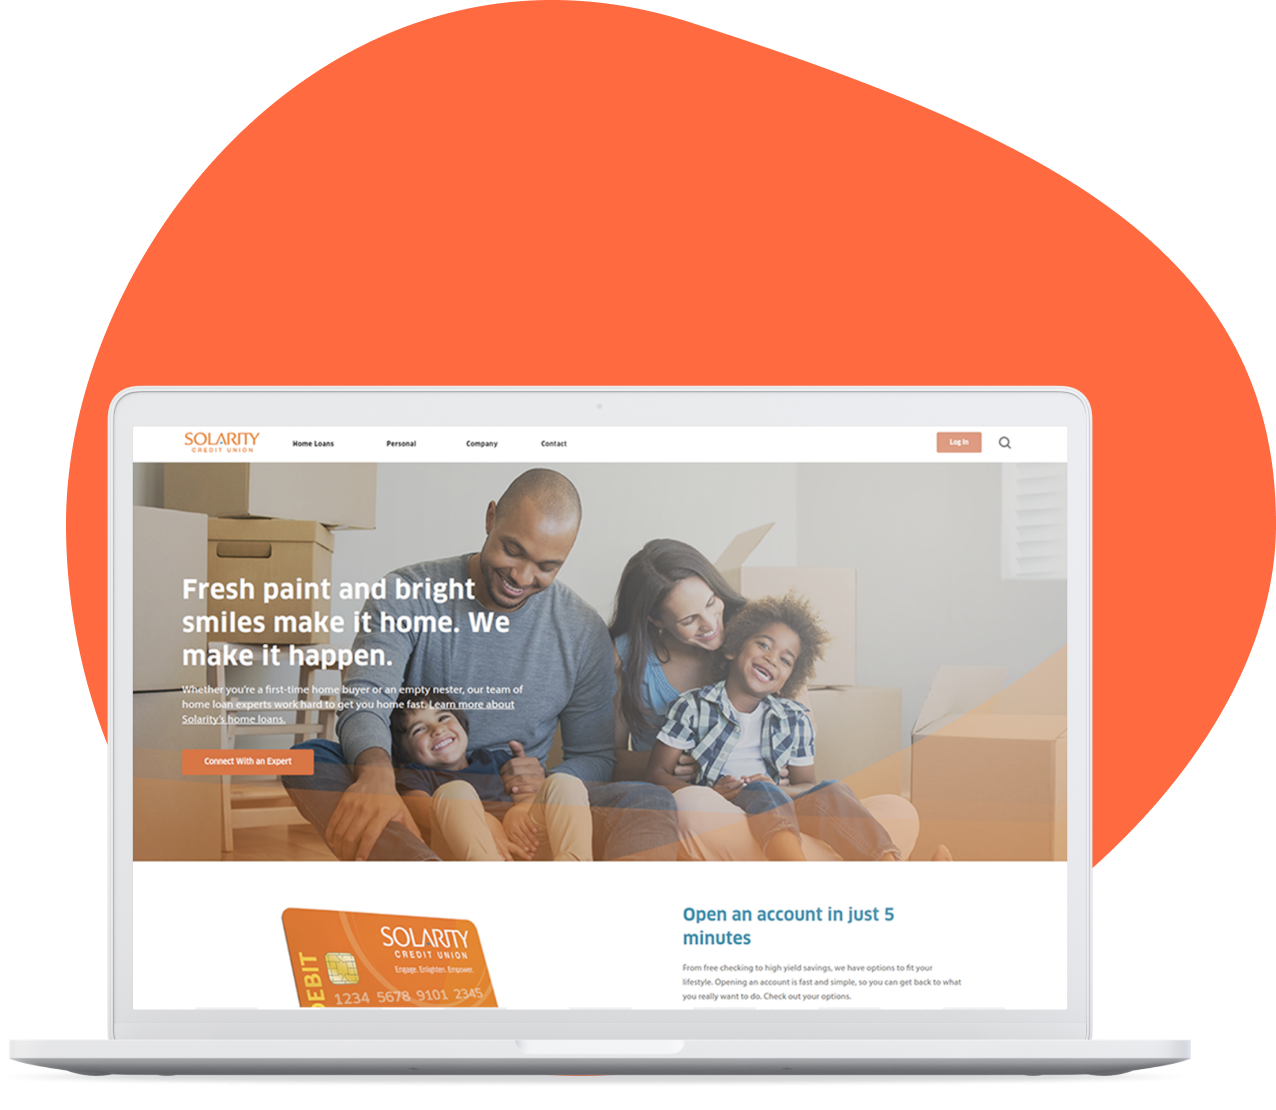 SOLARITY
CREDIT UNION
Home Loans
Personal
Company
Contact
Log In
Fresh paint and bright
smiles make it home. We
make it happen.
Whether you're a first-time home buyer or an empty nester, our team of
home loan experts work hard to get you home fast. Learn more about
Solarity's home loans.
Connect With an Expert
SOLARITY
CREDIT UNION
Engage. Enlighten. Empower.
DEBIT
1234 5678 9101 2345
Open an account in just 5
minutes
From free checking to high yield savings, we have options to fit your
lifestyle. Opening an account is fast and simple, so you can get back to what
you really want to do. Check out your options.